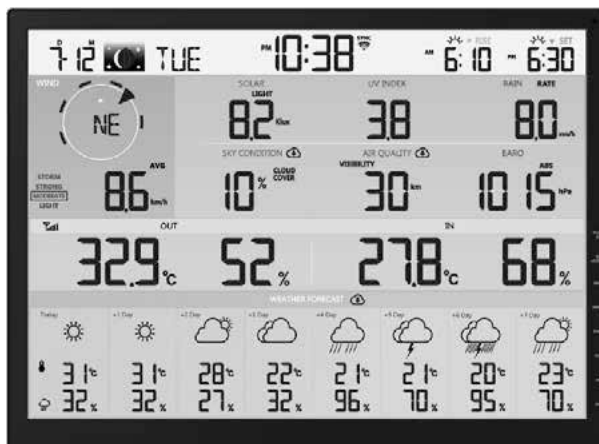 D M SYNC RISE SET
7-12 TUE PM 10:38 AM 6:10 PM 6:30
WIND SOLAR UV INDEX RAIN RATE
LIGHT
NE 8.2 Klux 3.8 8.0 mm/h
SKY CONDITION AIR QUALITY BARO
STORM AVG CLOUD COVER VISIBILITY ABS
STRONG
MODERATE
LIGHT
8.6 km/h 10 % 30 km 1015 hPa
OUT IN
32.9 °C 52 % 27.8 °C 68 %
WEATHER FORECAST
Today +1 Day +2 Day +3 Day +4 Day +5 Day +6 Day +7 Day
31 °C 31 °C 28 °C 22 °C 21 °C 21 °C 20 °C 23 °C
32 % 32 % 27 % 32 % 96 % 70 % 95 % 70 %